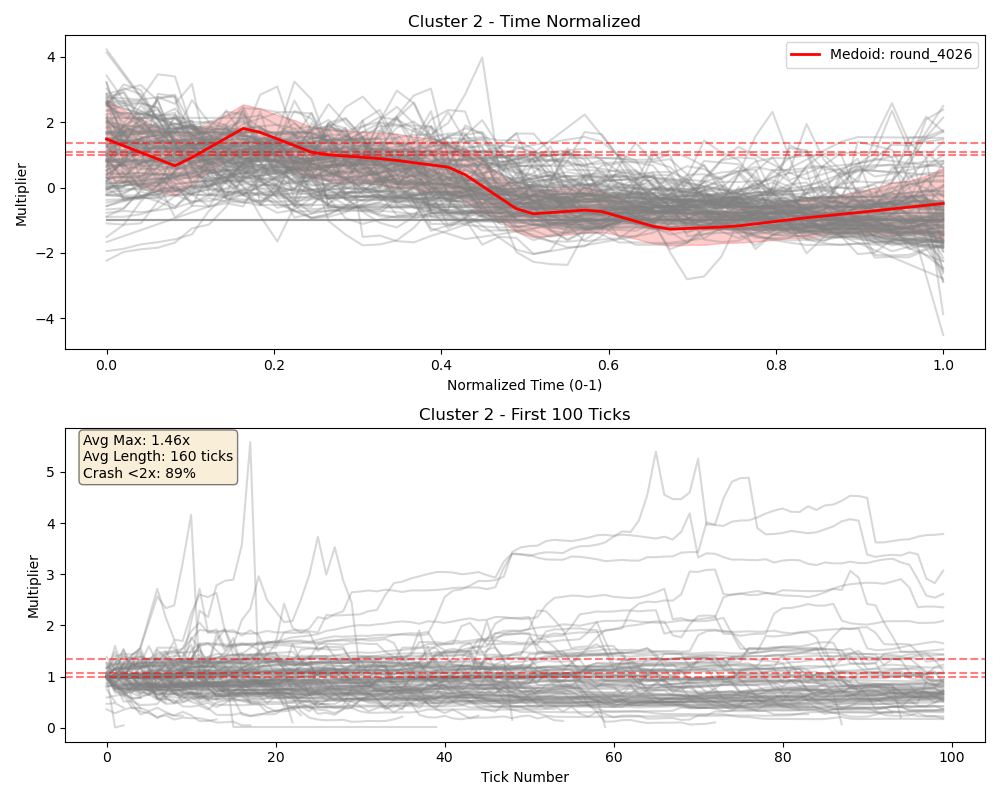 Cluster 2 - Time Normalized
Medoid: round_4026
Multiplier
4
2
0
−2
−4
0.0 0.2 0.4 0.6 0.8 1.0
Normalized Time (0-1)
Cluster 2 - First 100 Ticks
Avg Max: 1.46x
Avg Length: 160 ticks
Crash <2x: 89%
Multiplier
5
4
3
2
1
0
0 20 40 60 80 100
Tick Number